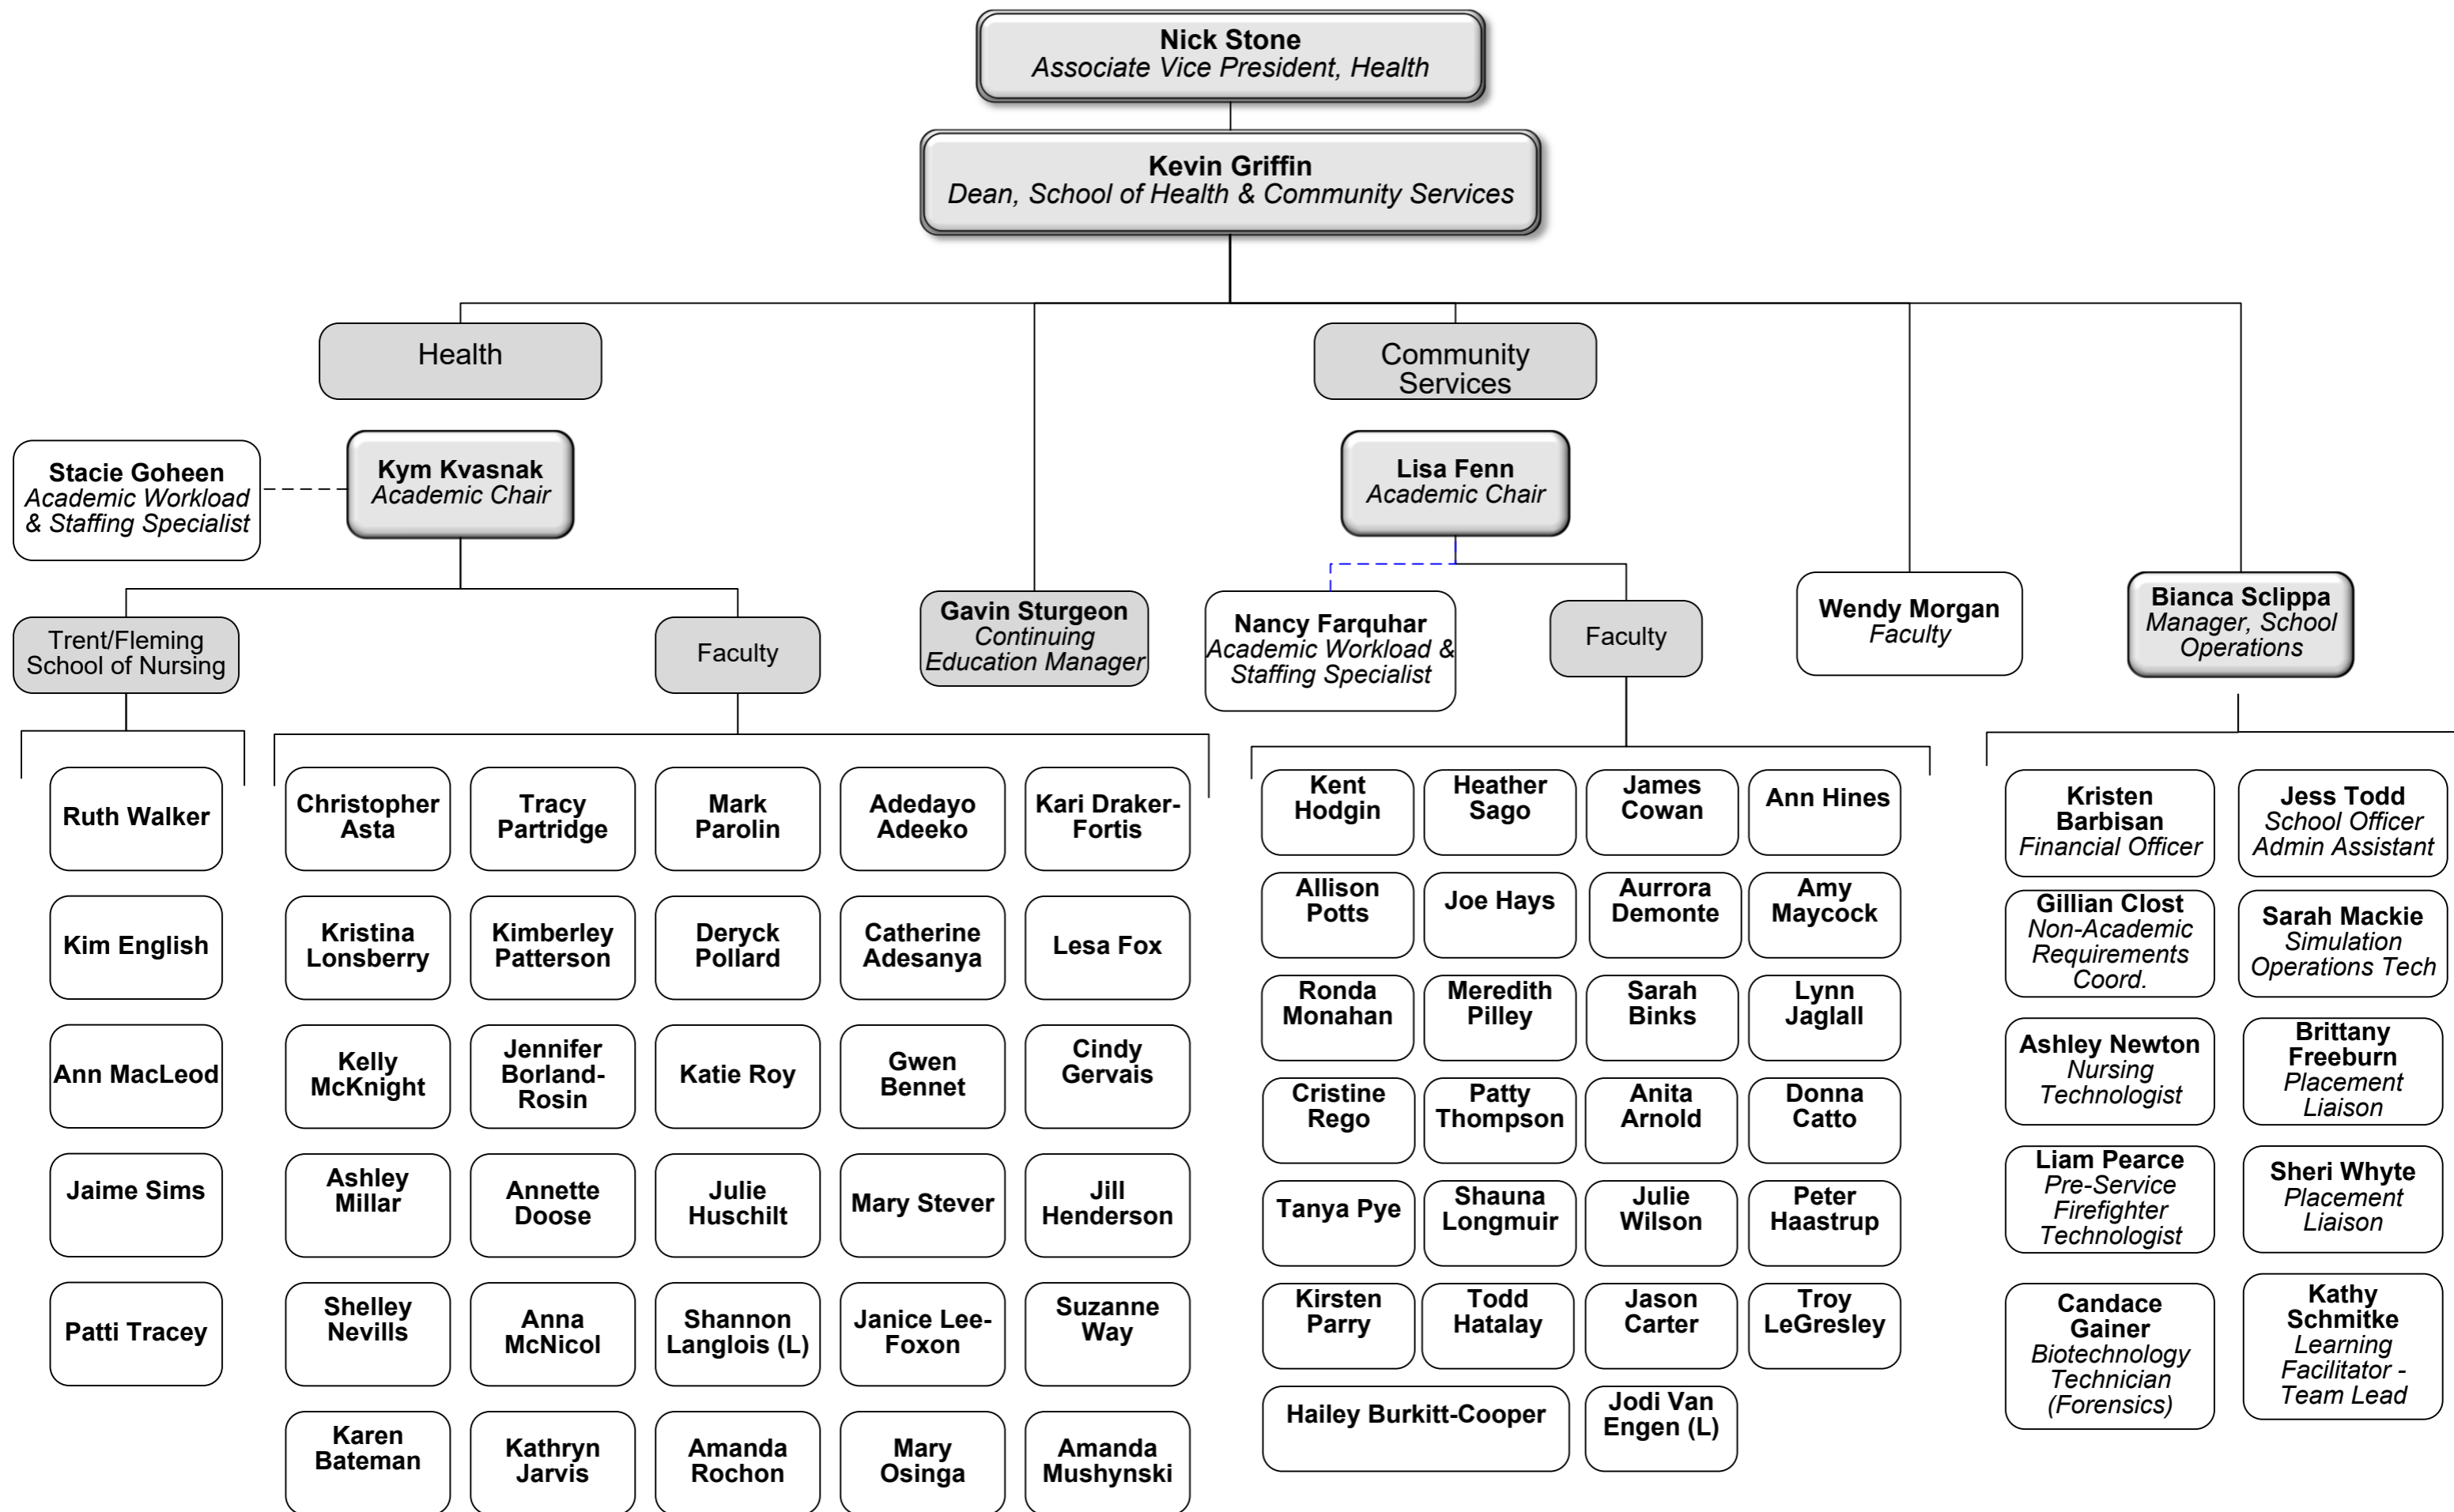 Nick Stone
Associate Vice President, Health
Kevin Griffin
Dean, School of Health & Community Services
Health
Community
Services
Stacie Goheen
Academic Workload
& Staffing Specialist
Kym Kvasnak
Academic Chair
Lisa Fenn
Academic Chair
Trent/Fleming
School of Nursing
Faculty
Gavin Sturgeon
Continuing
Education Manager
Nancy Farquhar
Academic Workload &
Staffing Specialist
Faculty
Wendy Morgan
Faculty
Bianca Sclippa
Manager, School
Operations
Ruth Walker
Kim English
Ann MacLeod
Jaime Sims
Patti Tracey
Christopher
Asta
Tracy
Partridge
Mark
Parolin
Adedayo
Adeeko
Kari Draker-
Fortis
Kristina
Lonsberry
Kimberley
Patterson
Deryck
Pollard
Catherine
Adesanya
Lesa Fox
Kelly
McKnight
Jennifer
Borland-
Rosin
Katie Roy
Gwen
Bennet
Cindy
Gervais
Ashley
Millar
Annette
Doose
Julie
Huschilt
Mary Stever
Jill
Henderson
Shelley
Nevills
Anna
McNicol
Shannon
Langlois (L)
Janice Lee-
Foxon
Suzanne
Way
Karen
Bateman
Kathryn
Jarvis
Amanda
Rochon
Mary
Osinga
Amanda
Mushynski
Kent
Hodgin
Heather
Sago
James
Cowan
Ann Hines
Allison
Potts
Joe Hays
Aurrora
Demonte
Amy
Maycock
Ronda
Monahan
Meredith
Pilley
Sarah
Binks
Lynn
Jaglall
Cristine
Rego
Patty
Thompson
Anita
Arnold
Donna
Catto
Tanya Pye
Shauna
Longmuir
Julie
Wilson
Peter
Haastrup
Kirsten
Parry
Todd
Hatalay
Jason
Carter
Troy
LeGresley
Hailey Burkitt-Cooper
Jodi Van
Engen (L)
Kristen
Barbisan
Financial Officer
Jess Todd
School Officer
Admin Assistant
Gillian Clost
Non-Academic
Requirements
Coord.
Sarah Mackie
Simulation
Operations Tech
Ashley Newton
Nursing
Technologist
Brittany
Freeburn
Placement
Liaison
Liam Pearce
Pre-Service
Firefighter
Technologist
Sheri Whyte
Placement
Liaison
Candace
Gainer
Biotechnology
Technician
(Forensics)
Kathy
Schmitke
Learning
Facilitator -
Team Lead